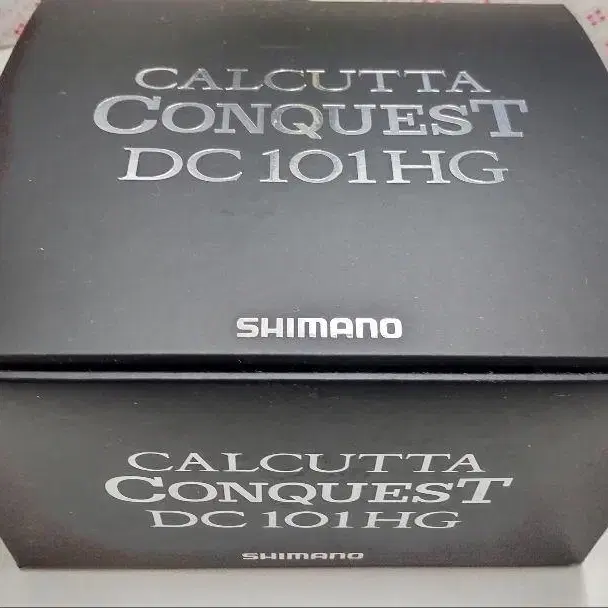 CALCUTTA
CONQUEST
DC 101HG
SHIMANO
CALCUTTA
CONQUEST
DC 101HG
SHIMANO